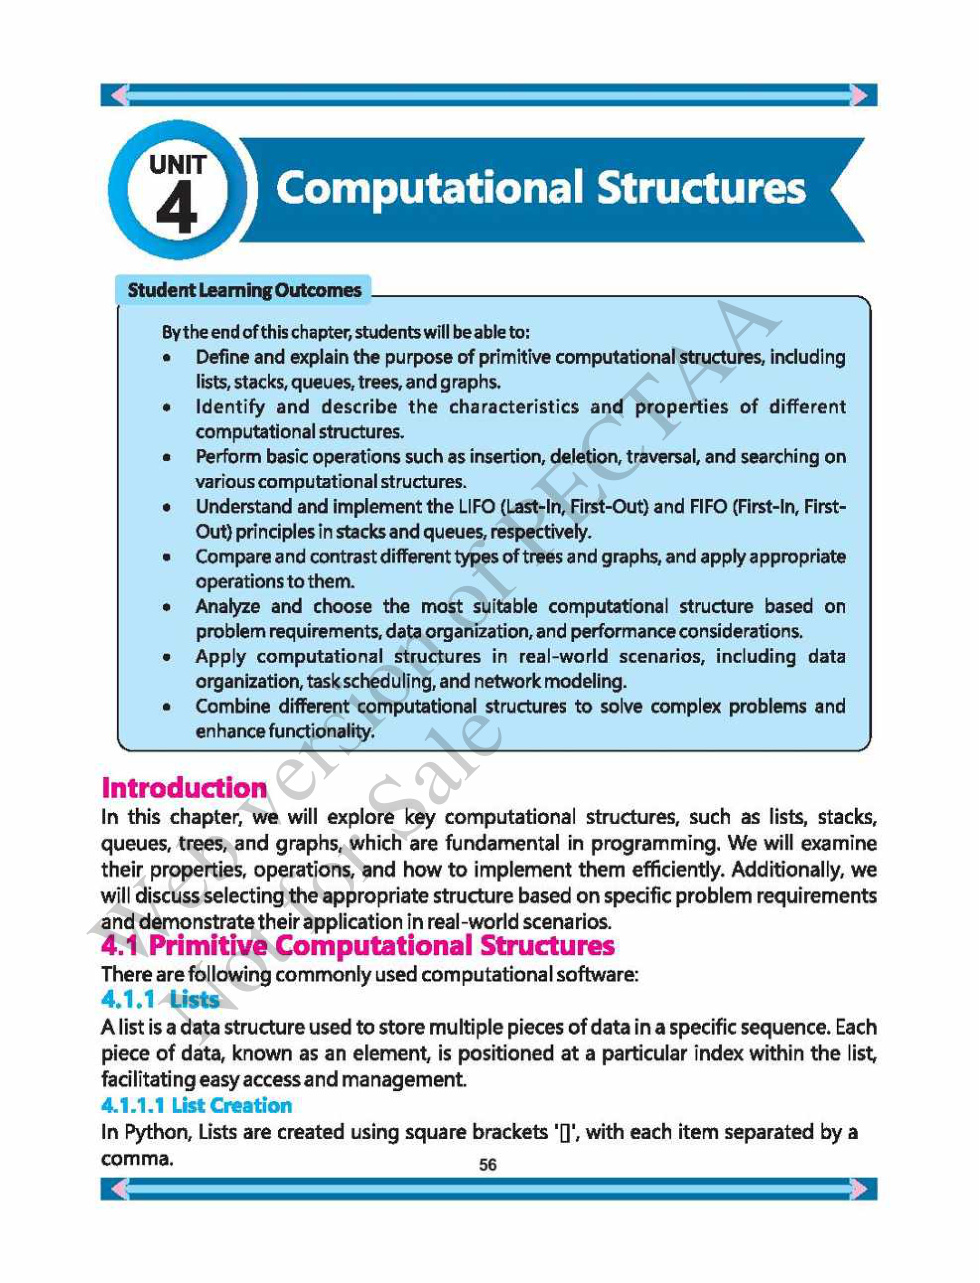 UNIT
4
Computational Structures
Student Learning Outcomes
By the end of this chapter, students will be able to:
• Define and explain the purpose of primitive computational structures, including
lists, stacks, queues, trees, and graphs.
• Identify and describe the characteristics and properties of different
computational structures.
• Perform basic operations such as insertion, deletion, traversal, and searching on
various computational structures.
• Understand and implement the LIFO (Last-In, First-Out) and FIFO (First-In, First-
Out) principles in stacks and queues, respectively.
• Compare and contrast different types of trees and graphs, and apply appropriate
operations to them.
• Analyze and choose the most suitable computational structure based on
problem requirements, data organization, and performance considerations.
• Apply computational structures in real-world scenarios, including data
organization, task scheduling, and network modeling.
• Combine different computational structures to solve complex problems and
enhance functionality.
Introduction
In this chapter, we will explore key computational structures, such as lists, stacks,
queues, trees, and graphs, which are fundamental in programming. We will examine
their properties, operations, and how to implement them efficiently. Additionally, we
will discuss selecting the appropriate structure based on specific problem requirements
and demonstrate their application in real-world scenarios.
4.1 Primitive Computational Structures
There are following commonly used computational software:
4.1.1 Lists
A list is a data structure used to store multiple pieces of data in a specific sequence. Each
piece of data, known as an element, is positioned at a particular index within the list,
facilitating easy access and management.
4.1.1.1 List Creation
In Python, Lists are created using square brackets '[]', with each item separated by a
comma.
56
Web version of PECTAA
Not for Sale